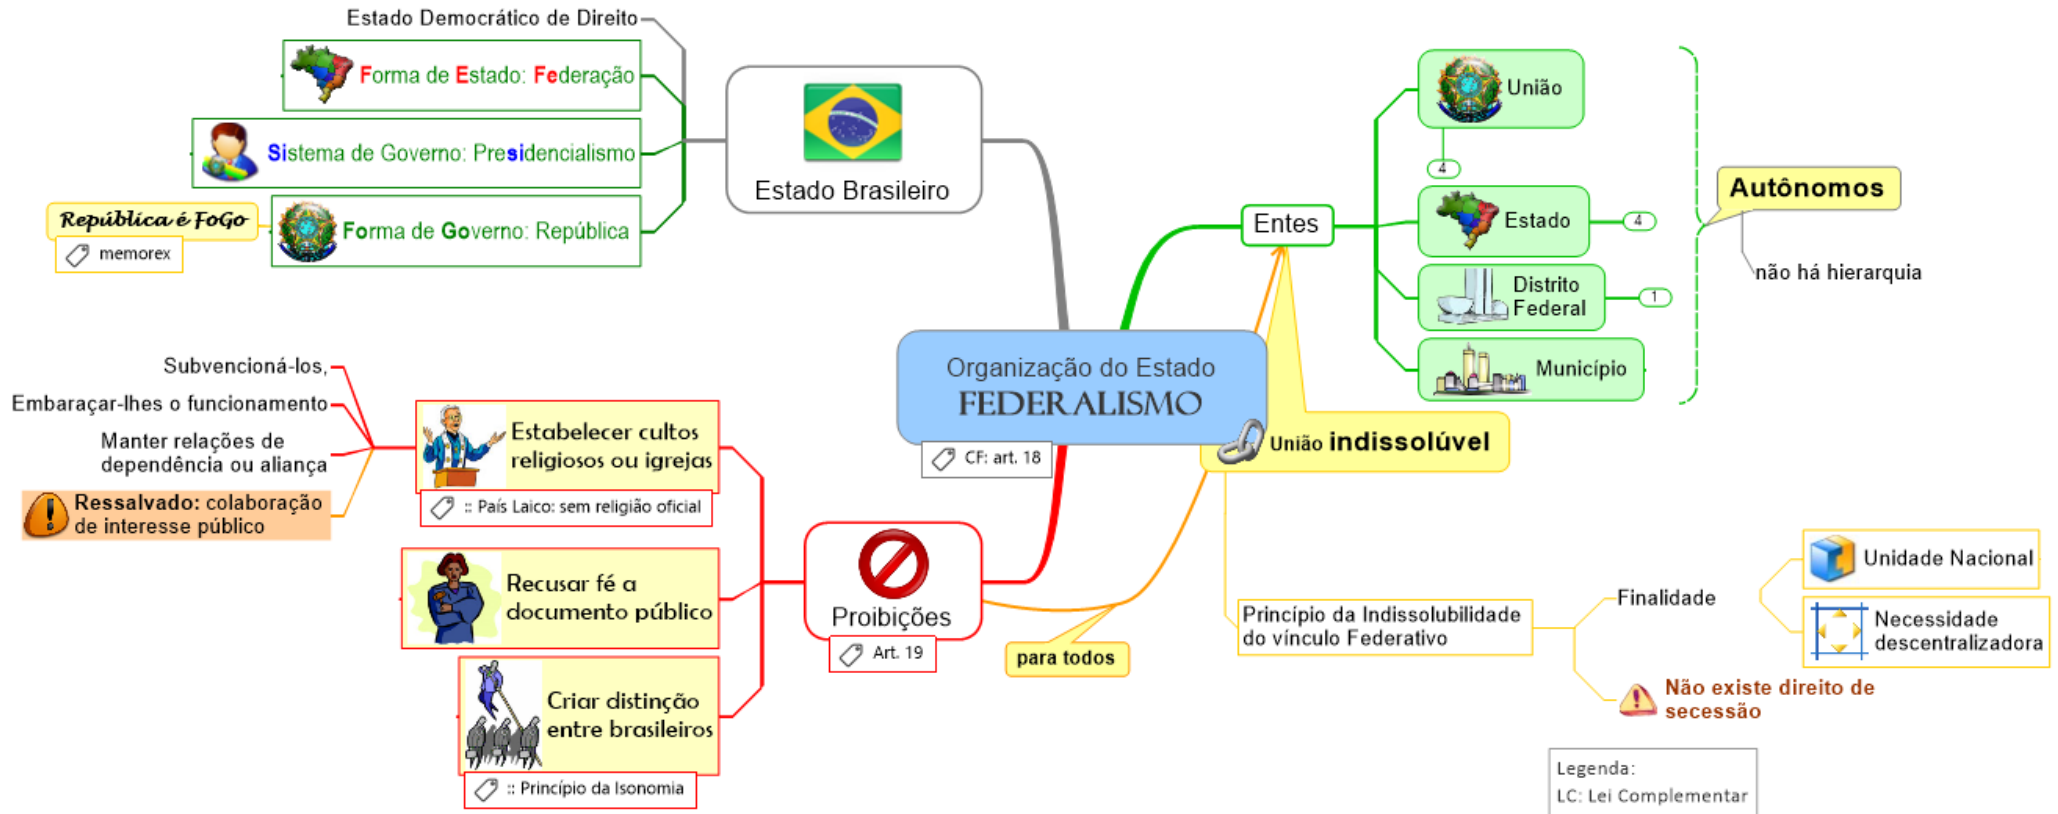 Estado Democrático de Direito
Forma de Estado: Federação
Sistema de Governo: Presidencialismo
República é FoGo
memorex
Forma de Governo: República
Estado Brasileiro
Organização do Estado
FEDERALISMO
CF: art. 18
Entes
União
4
Estado
4
Distrito
Federal
1
Município
Autônomos
não há hierarquia
União indissolúvel
Princípio da Indissolubilidade
do vínculo Federativo
Finalidade
Unidade Nacional
Necessidade
descentralizadora
Não existe direito de
secessão
Proibições
Art. 19
para todos
Estabelecer cultos
religiosos ou igrejas
:: País Laico: sem religião oficial
Subvencioná-los,
Embaraçar-lhes o funcionamento
Manter relações de
dependência ou aliança
Ressalvado: colaboração
de interesse público
Recusar fé a
documento público
Criar distinção
entre brasileiros
:: Princípio da Isonomia
Legenda:
LC: Lei Complementar